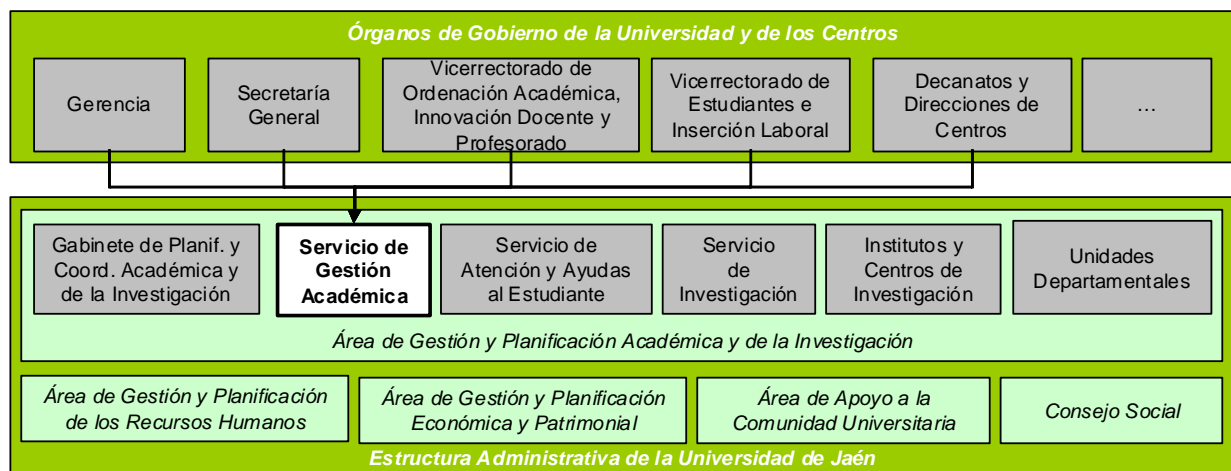 Órganos de Gobierno de la Universidad y de los Centros
Gerencia
Secretaría
General
Vicerrectorado de
Ordenación Académica,
Innovación Docente y
Profesorado
Vicerrectorado de
Estudiantes e
Inserción Laboral
Decanatos y
Direcciones de
Centros
...
Gabinete de Planif. y
Coord. Académica y
de la Investigación
Servicio de
Gestión
Académica
Servicio de
Atención y Ayudas
al Estudiante
Servicio
de
Investigación
Institutos y
Centros de
Investigación
Unidades
Departamentales
Área de Gestión y Planificación Académica y de la Investigación
Área de Gestión y Planificación
de los Recursos Humanos
Área de Gestión y Planificación
Económica y Patrimonial
Área de Apoyo a la
Comunidad Universitaria
Consejo Social
Estructura Administrativa de la Universidad de Jaén